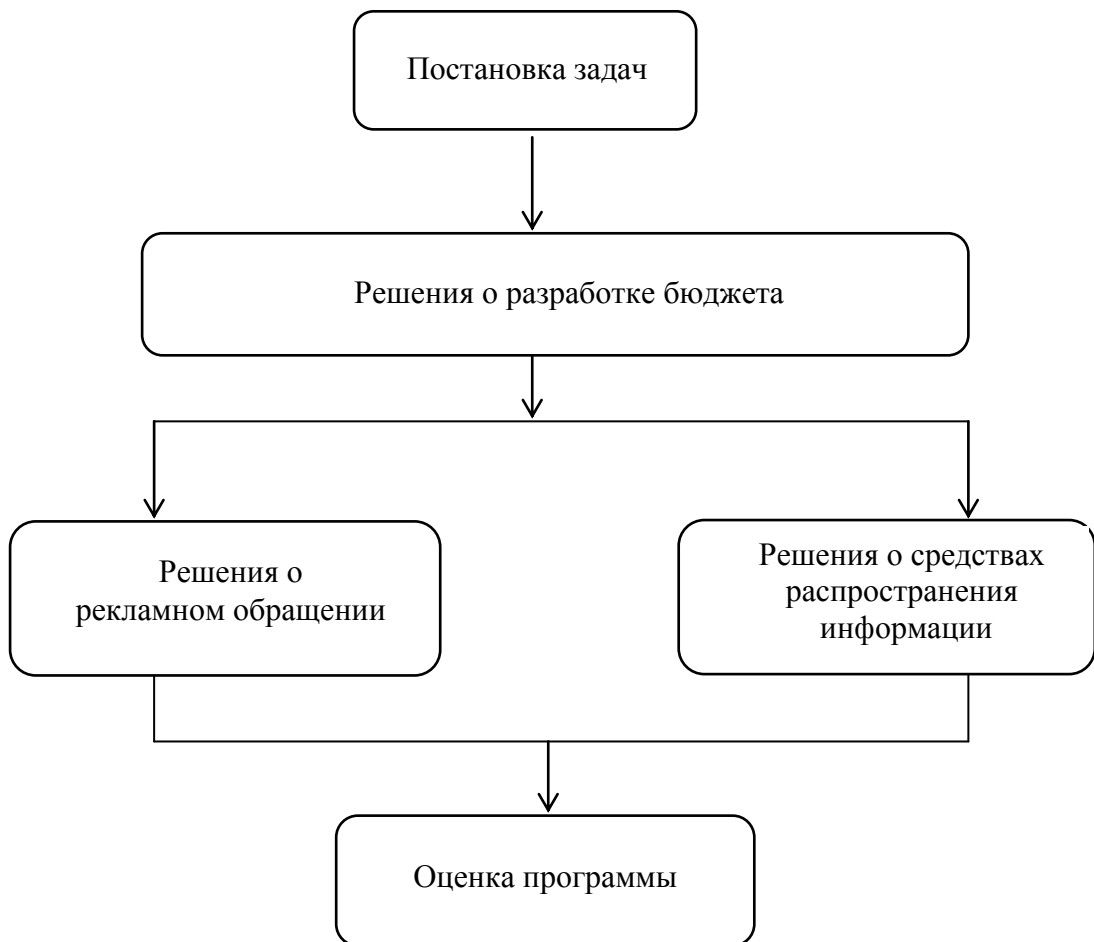 Постановка задач
Решения о разработке бюджета
Решения о
рекламном обращении
Решения о средствах
распространения
информации
Оценка программы